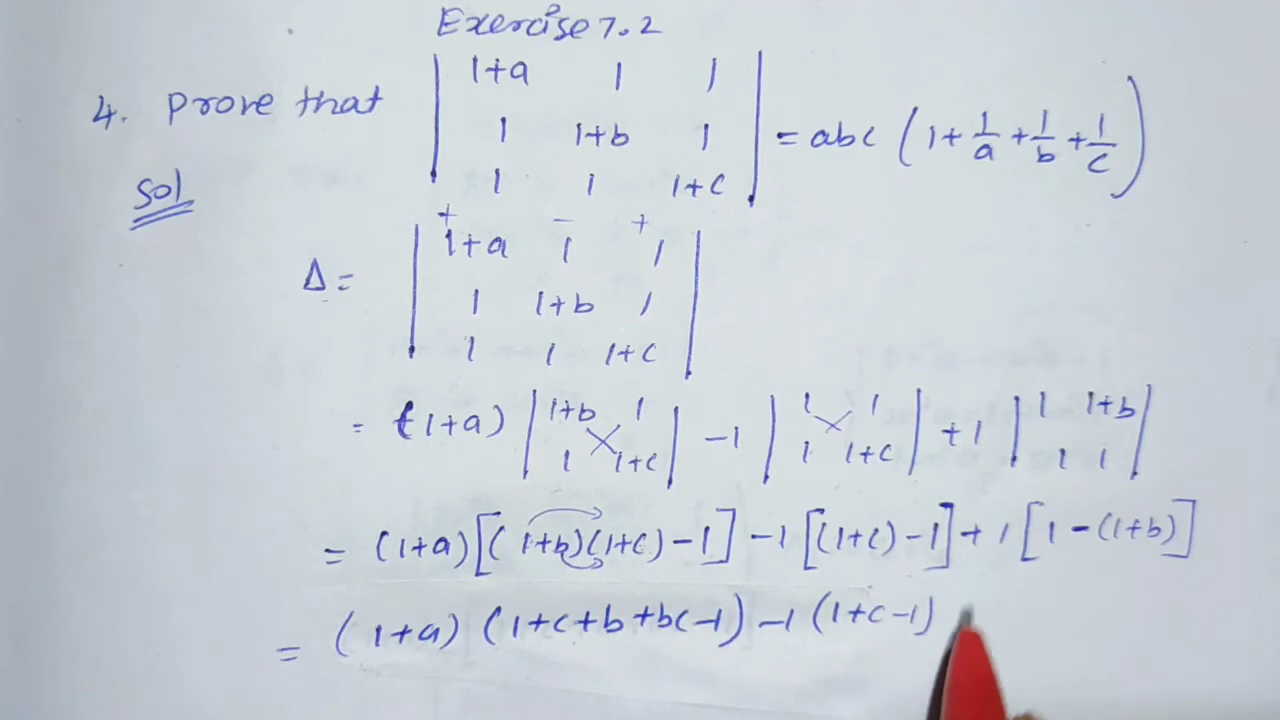 Exercise 7.2
4. Prove that | 1+a 1 1 |
| 1 1+b 1 | = abc (1 + 1/a + 1/b + 1/c)
| 1 1 1+c |
Sol
+ − +
Δ = | 1+a 1 1 |
| 1 1+b 1 |
| 1 1 1+c |
= (1+a) | 1+b 1 | −1 | 1 1 | +1 | 1 1+b |
| 1 1+c | | 1 1+c | | 1 1 |
= (1+a) [(1+b)(1+c) −1] −1 [(1+c) −1] + 1 [1 − (1+b)]
= (1+a) (1+c+b+bc−1) −1 (1+c−1)